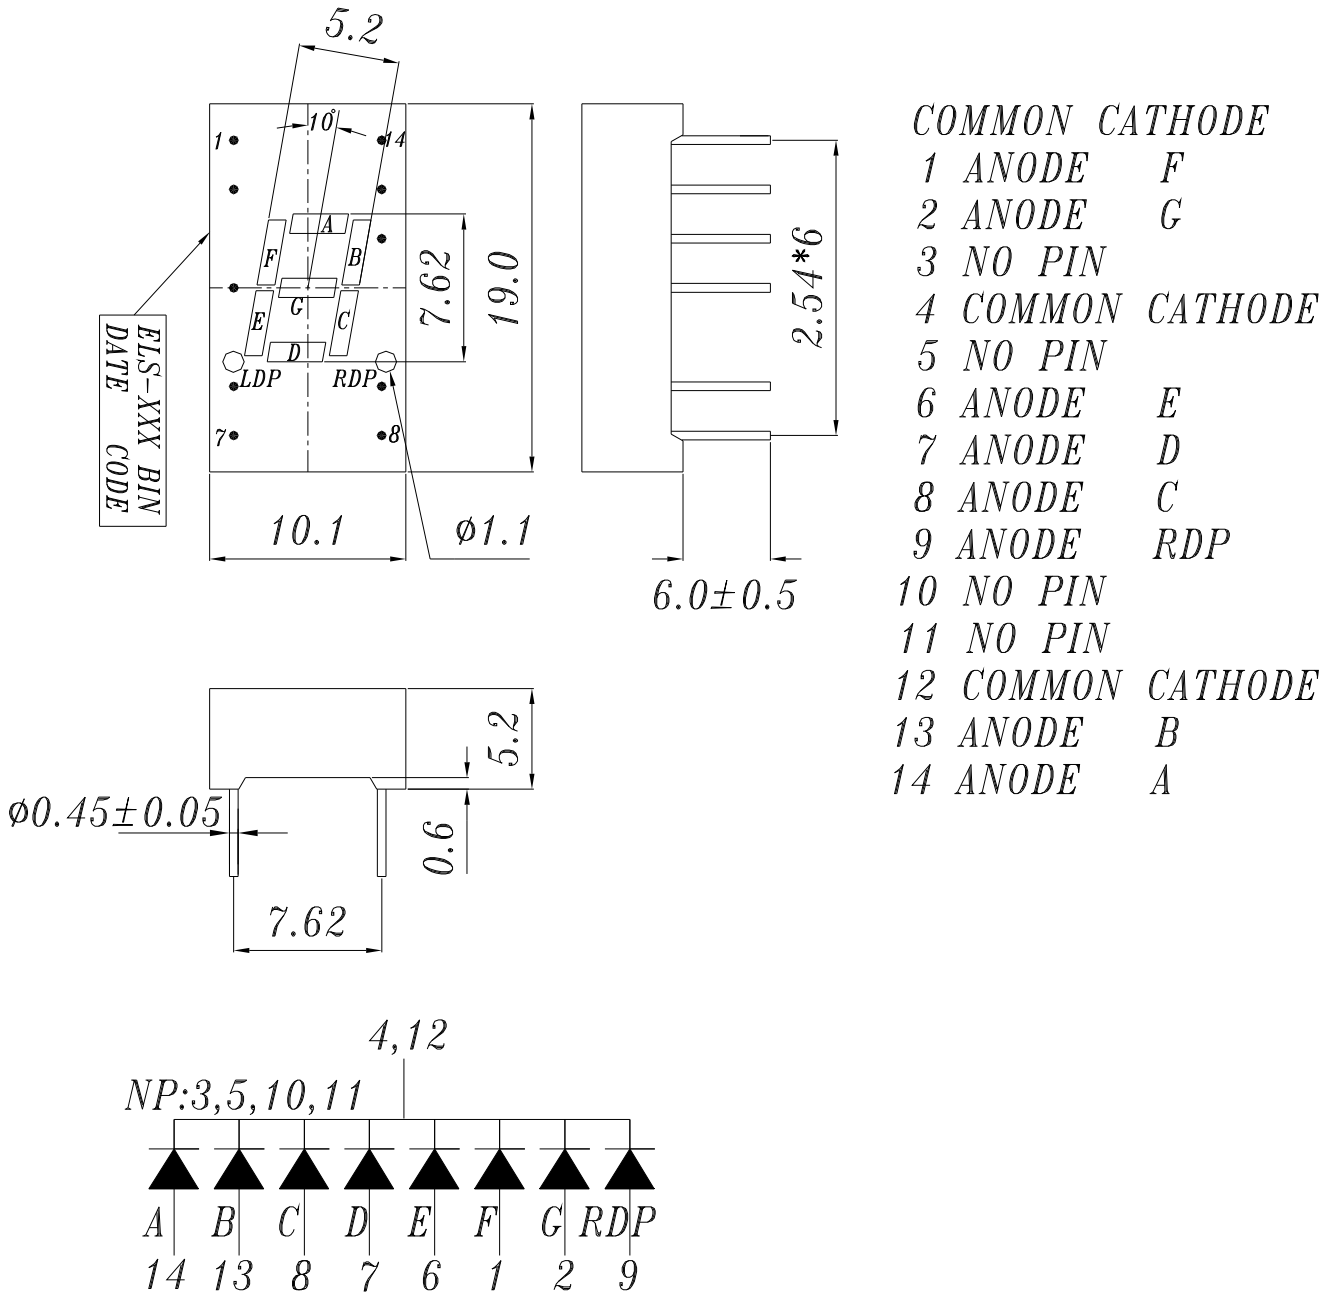 5.2
10°
1
14
A
F
B
G
E
C
D
LDP
RDP
7
8
7.62
19.0
ELS-XXX BIN
DATE CODE
10.1
ø1.1
2.54*6
6.0±0.5
COMMON CATHODE
1 ANODE F
2 ANODE G
3 NO PIN
4 COMMON CATHODE
5 NO PIN
6 ANODE E
7 ANODE D
8 ANODE C
9 ANODE RDP
10 NO PIN
11 NO PIN
12 COMMON CATHODE
13 ANODE B
14 ANODE A
5.2
ø0.45±0.05
0.6
7.62
4,12
NP:3,5,10,11
A B C D E F G RDP
14 13 8 7 6 1 2 9